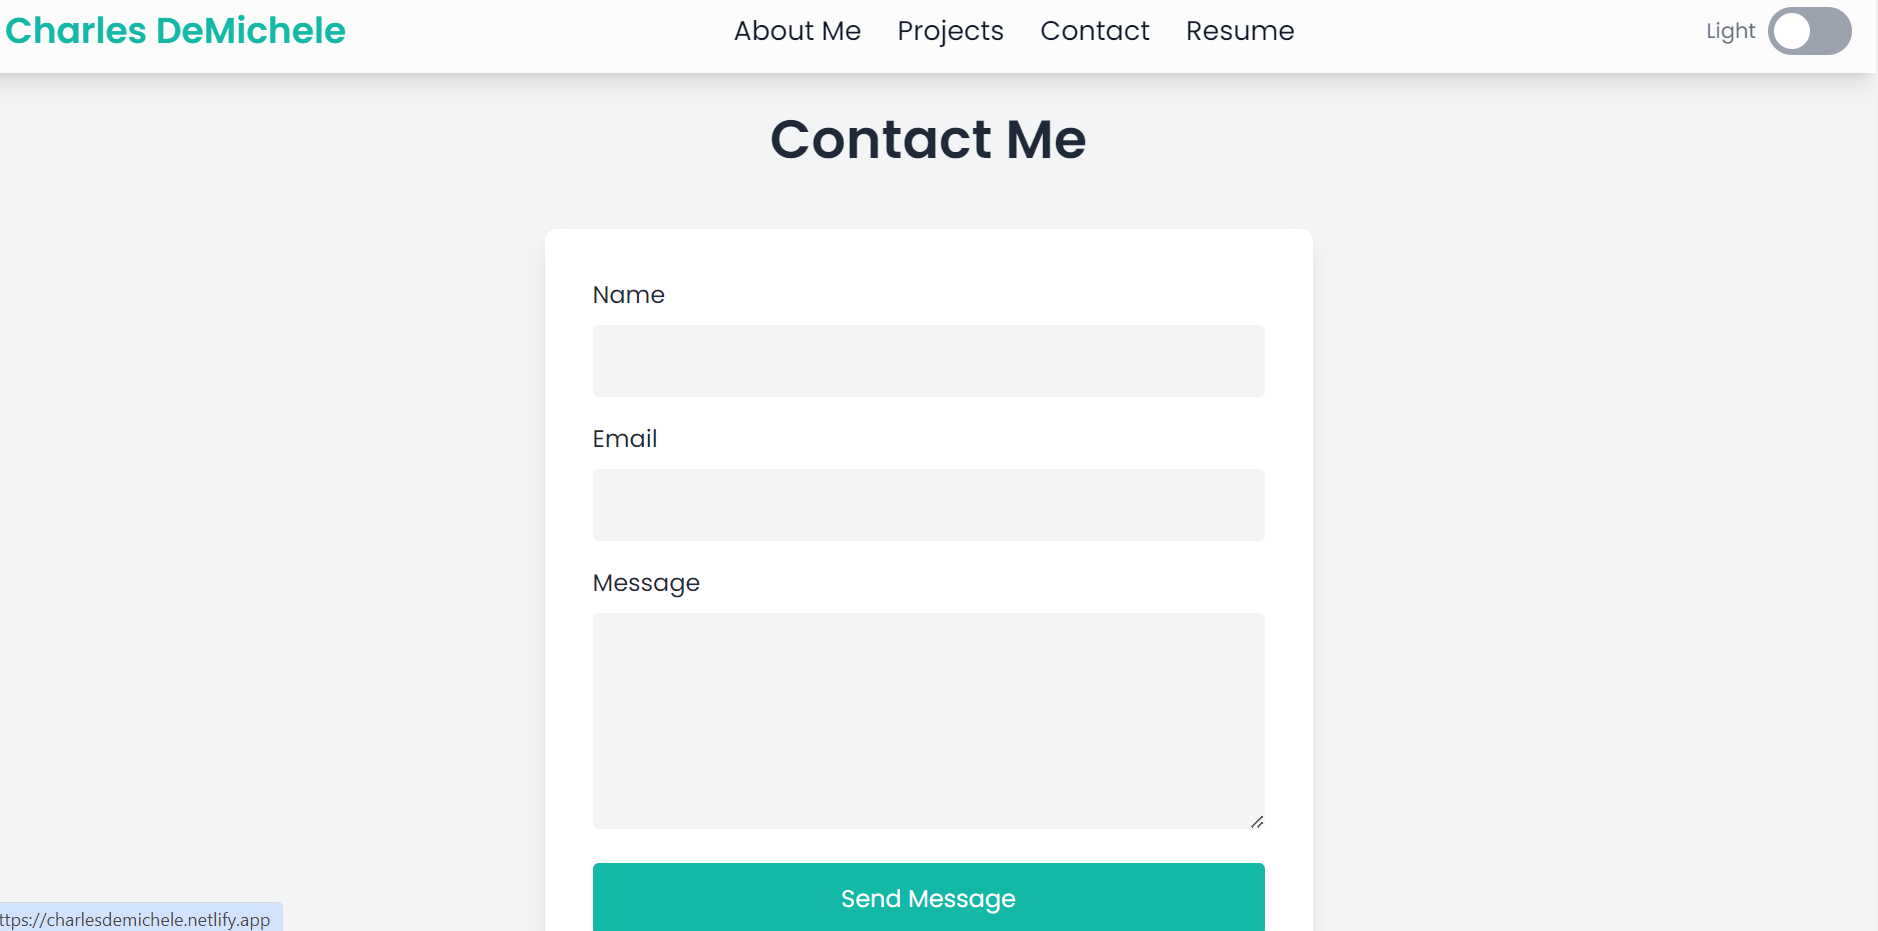 Charles DeMichele
About Me Projects Contact Resume
Light
Contact Me
Name
Email
Message
Send Message
ttps://charlesdemichele.netlify.app